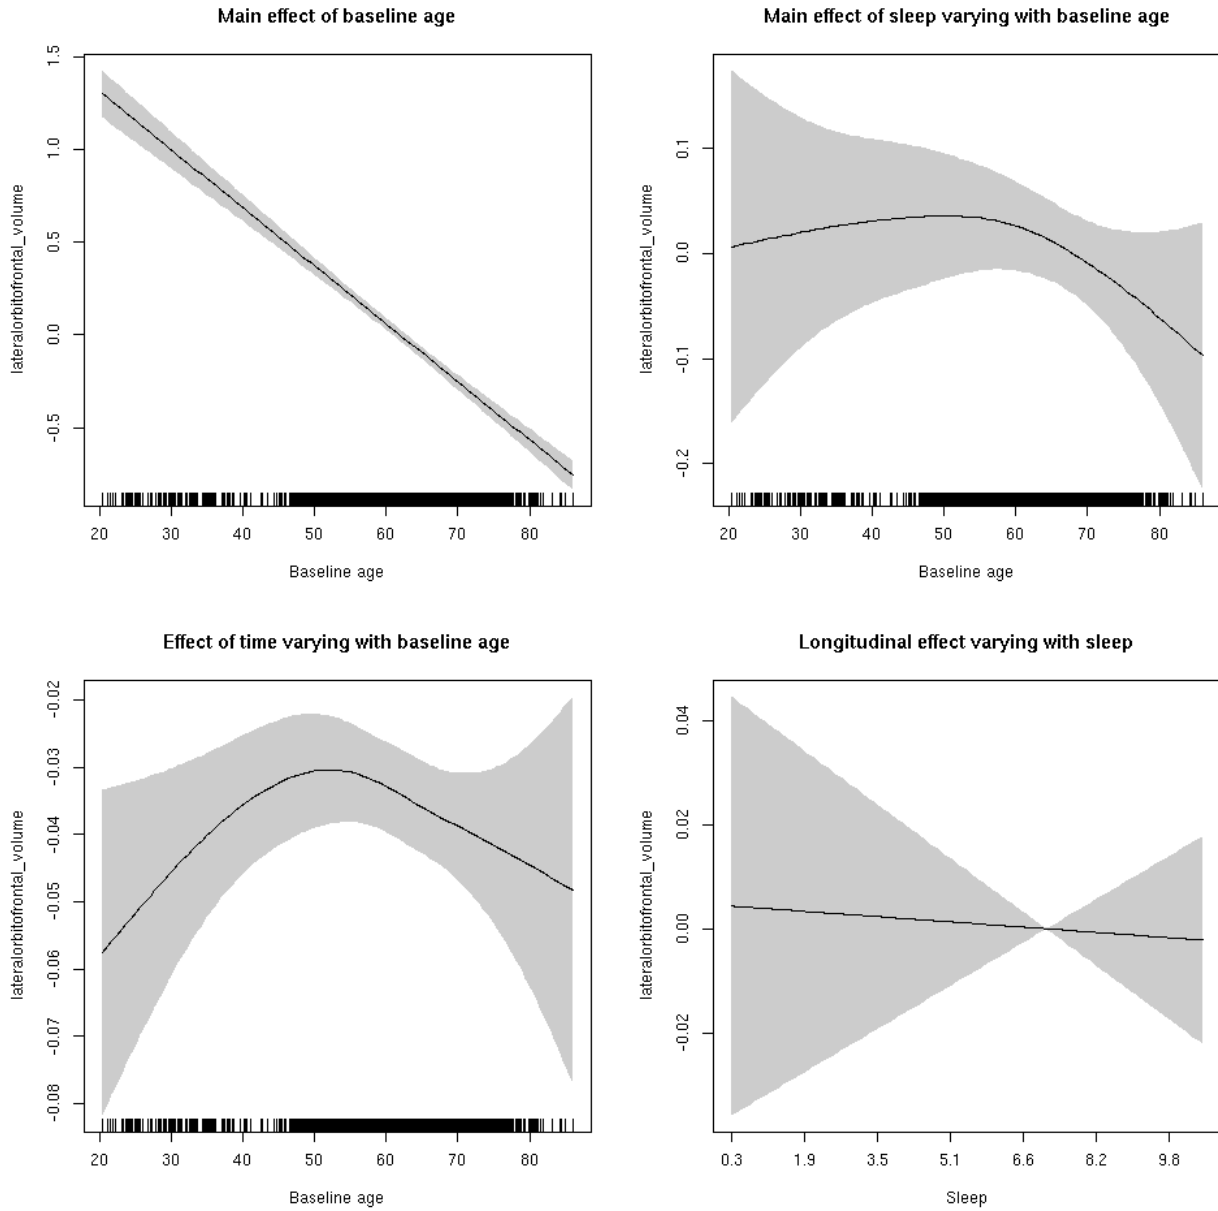 Main effect of baseline age
lateralorbitofrontal_volume
1.5
1.0
0.5
0.0
-0.5
20 30 40 50 60 70 80
Baseline age
Main effect of sleep varying with baseline age
lateralorbitofrontal_volume
0.1
0.0
-0.1
-0.2
20 30 40 50 60 70 80
Baseline age
Effect of time varying with baseline age
lateralorbitofrontal_volume
-0.02
-0.03
-0.04
-0.05
-0.06
-0.07
-0.08
20 30 40 50 60 70 80
Baseline age
Longitudinal effect varying with sleep
lateralorbitofrontal_volume
0.04
0.02
0.00
-0.02
0.3 1.9 3.5 5.1 6.6 8.2 9.8
Sleep